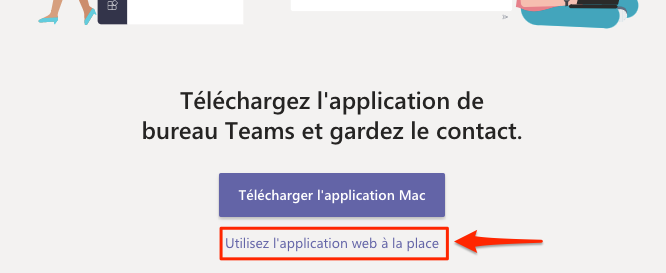 Téléchargez l'application de
bureau Teams et gardez le contact.
Télécharger l'application Mac
Utilisez l'application web à la place